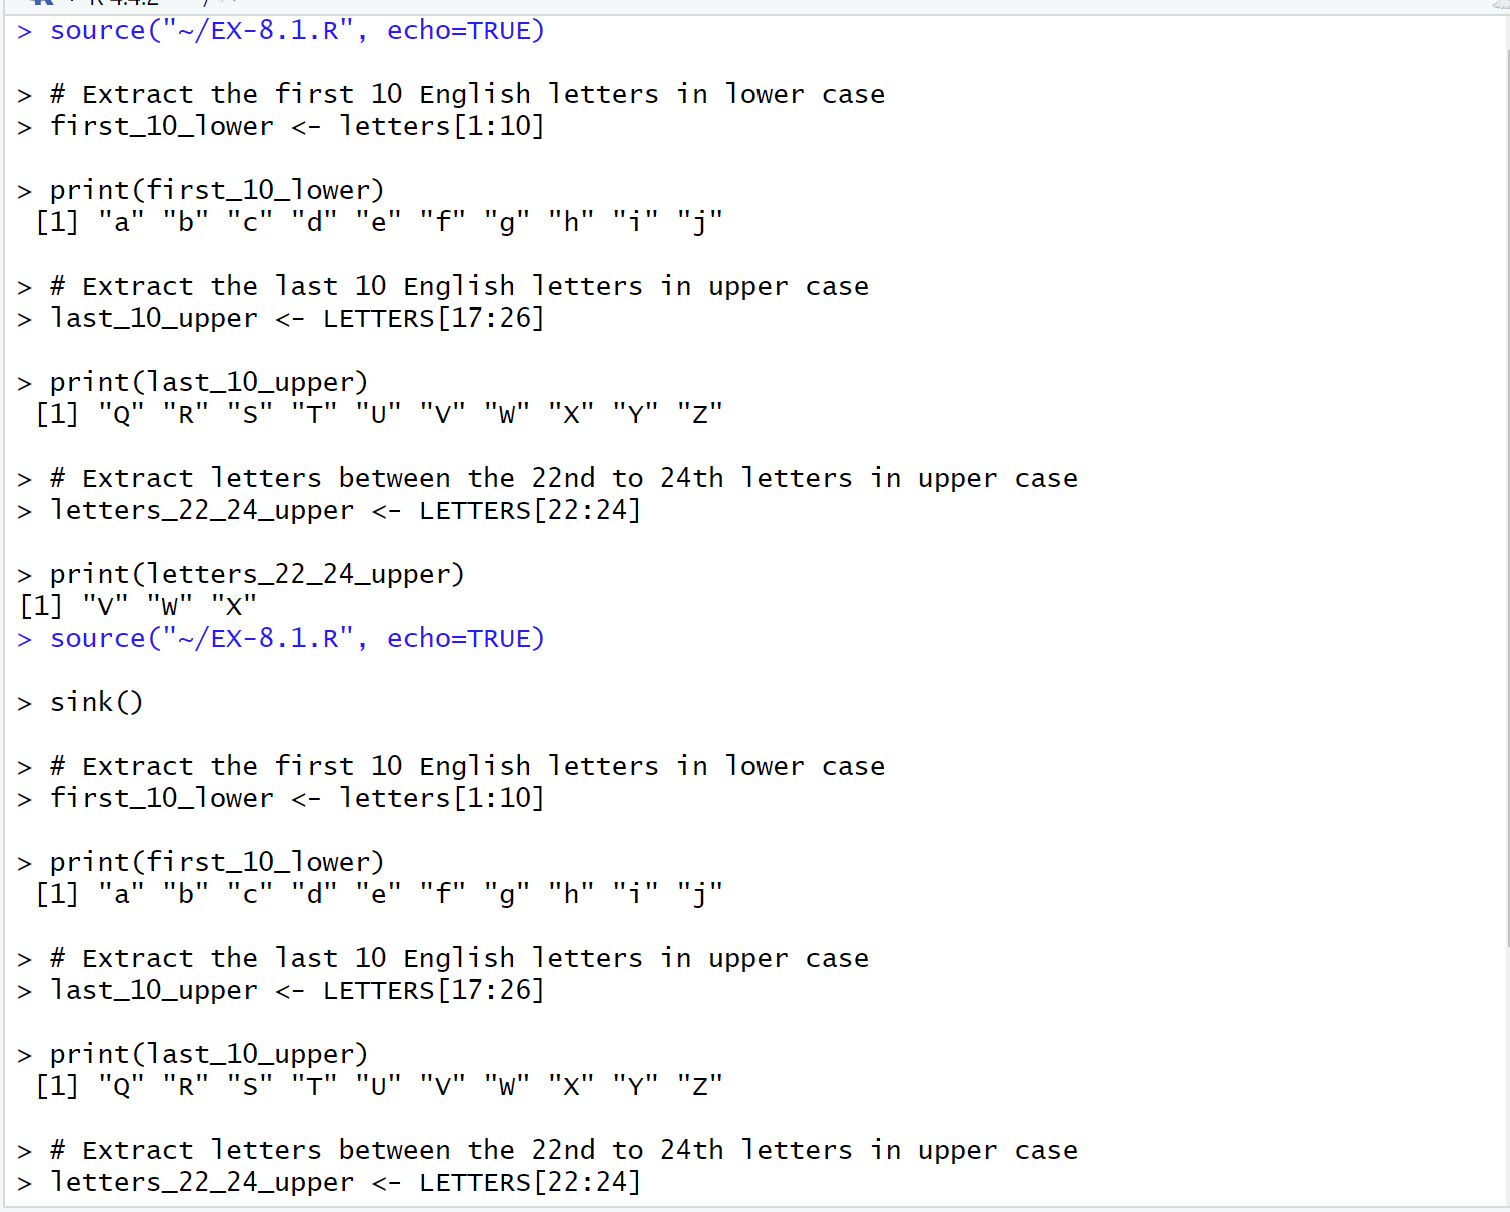 > source("~/EX-8.1.R", echo=TRUE)
> # Extract the first 10 English letters in lower case
> first_10_lower <- letters[1:10]
> print(first_10_lower)
 [1] "a" "b" "c" "d" "e" "f" "g" "h" "i" "j"
> # Extract the last 10 English letters in upper case
> last_10_upper <- LETTERS[17:26]
> print(last_10_upper)
 [1] "Q" "R" "S" "T" "U" "V" "W" "X" "Y" "Z"
> # Extract letters between the 22nd to 24th letters in upper case
> letters_22_24_upper <- LETTERS[22:24]
> print(letters_22_24_upper)
[1] "V" "W" "X"
> source("~/EX-8.1.R", echo=TRUE)
> sink()
> # Extract the first 10 English letters in lower case
> first_10_lower <- letters[1:10]
> print(first_10_lower)
 [1] "a" "b" "c" "d" "e" "f" "g" "h" "i" "j"
> # Extract the last 10 English letters in upper case
> last_10_upper <- LETTERS[17:26]
> print(last_10_upper)
 [1] "Q" "R" "S" "T" "U" "V" "W" "X" "Y" "Z"
> # Extract letters between the 22nd to 24th letters in upper case
> letters_22_24_upper <- LETTERS[22:24]